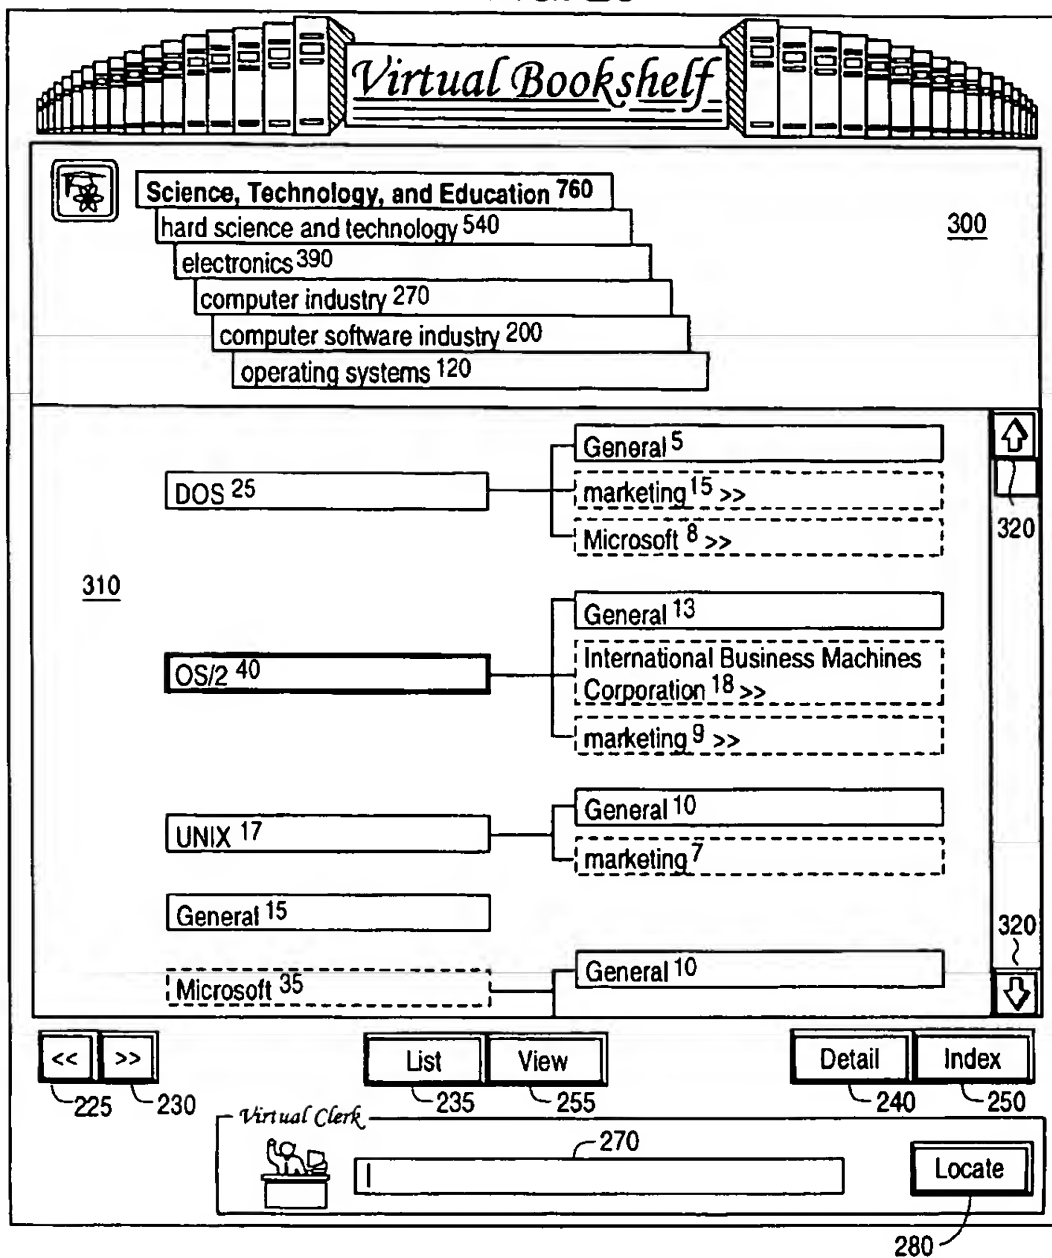 Virtual Bookshelf
Science, Technology, and Education 760
hard science and technology 540
300
electronics 390
computer industry 270
computer software industry 200
operating systems 120
General 5
DOS 25
marketing 15 >>
Microsoft 8 >>
320
310
General 13
OS/2 40
International Business Machines
Corporation 18 >>
marketing 9 >>
General 10
UNIX 17
marketing 7
General 15
320
General 10
Microsoft 35
<< >> List View Detail Index
225 230 235 255 240 250
Virtual Clerk
270
Locate
280